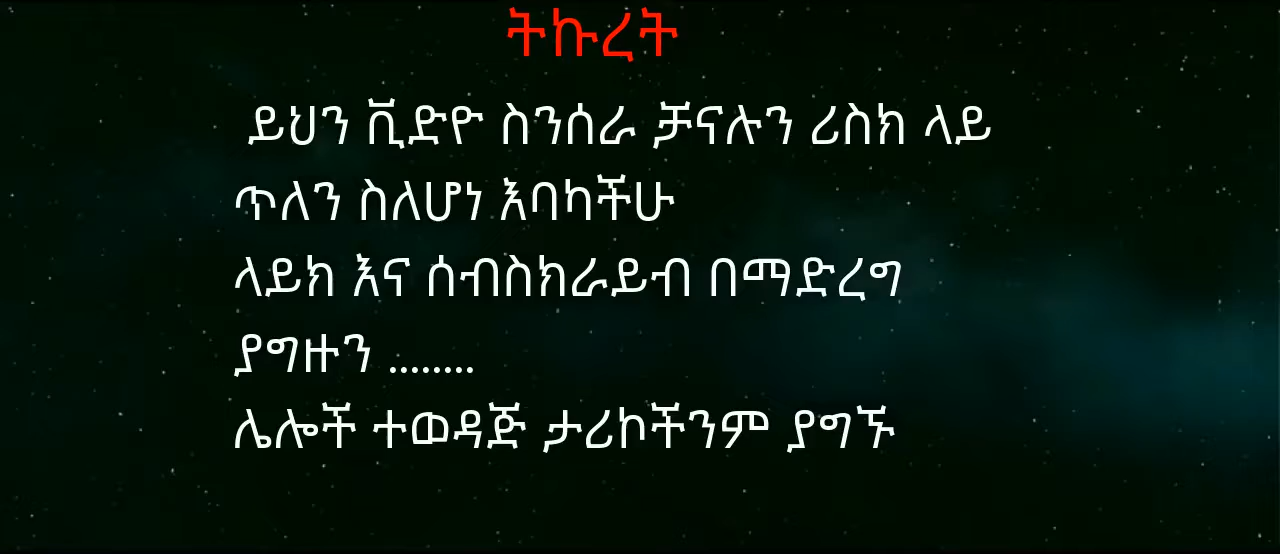 ትኩረት
ይህን ቪድዮ ስንሰራ ቻናሉን ሪስክ ላይ
ጥለን ስለሆነ እባካችሁ
ላይክ እና ሰብስክራይብ በማድረግ
ያግዙን ........
ሌሎች ተወዳጅ ታሪኮችንም ያግኙ